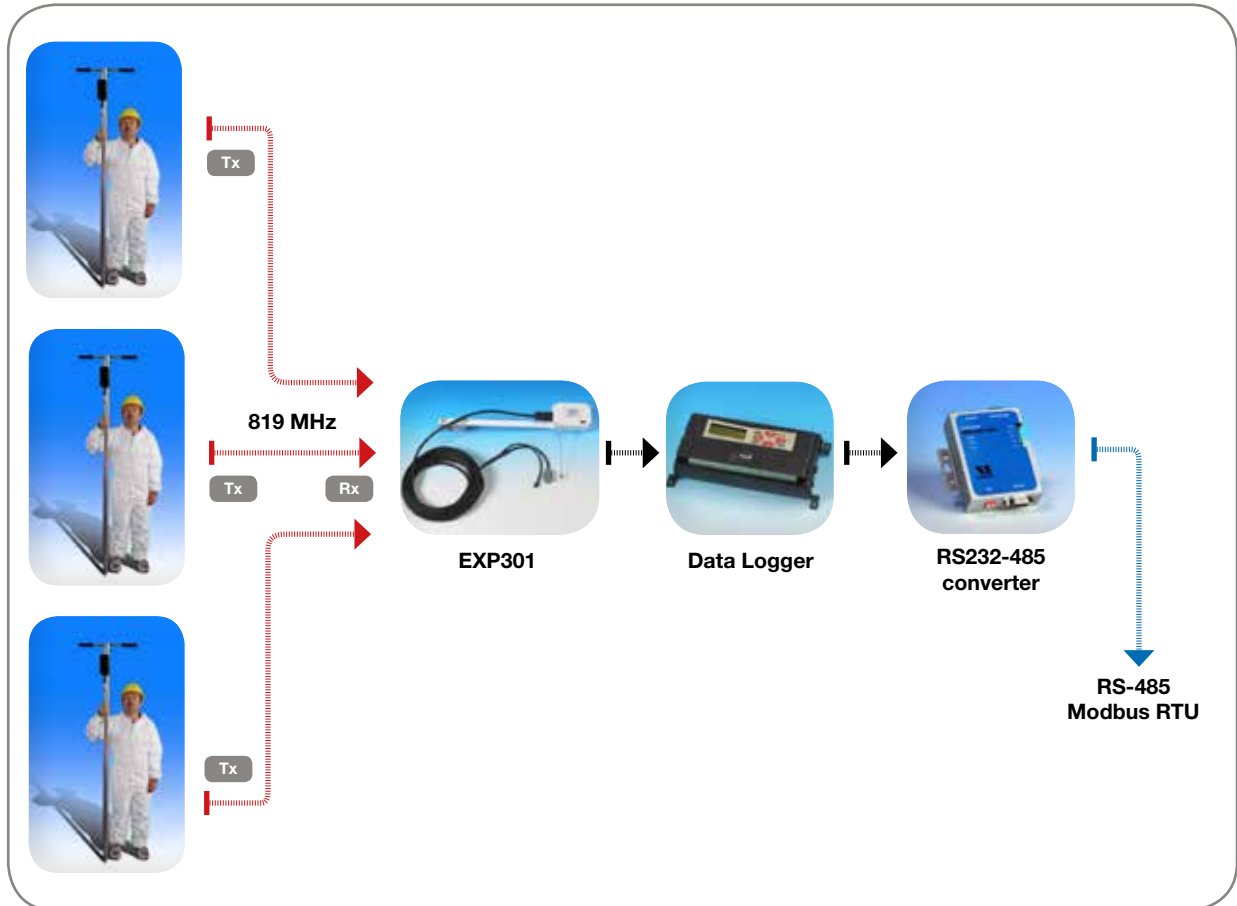 Tx
819 MHz
Tx
Rx
Tx
EXP301
Data Logger
RS232-485
converter
RS-485
Modbus RTU